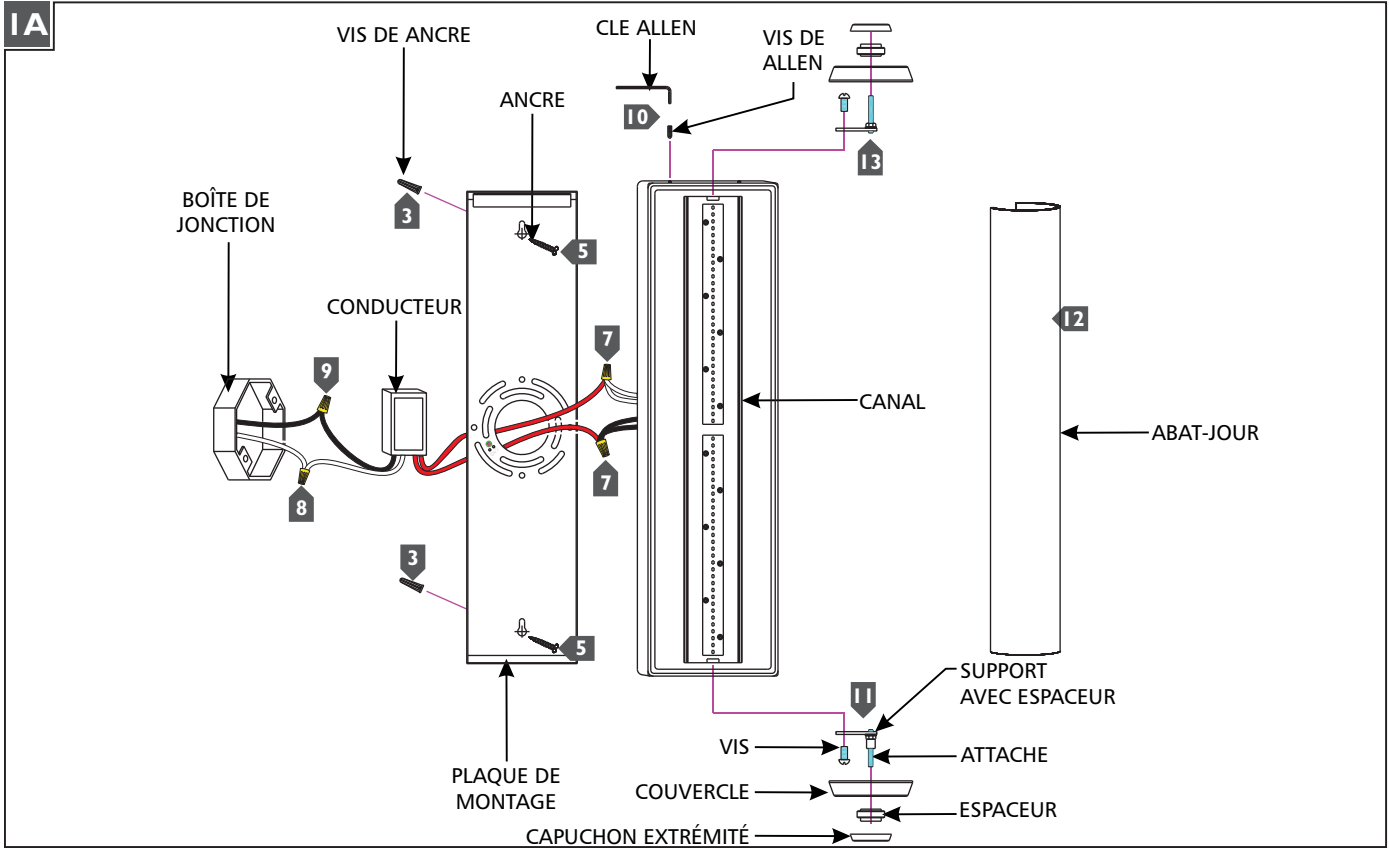 1A
VIS DE ANCRE
CLE ALLEN
VIS DE
ALLEN
ANCRE
10
13
3
BOÎTE DE
JONCTION
5
CONDUCTEUR
12
9
7
CANAL
ABAT-JOUR
7
8
3
5
SUPPORT
AVEC ESPACEUR
11
VIS
ATTACHE
PLAQUE DE
MONTAGE
COUVERCLE
ESPACEUR
CAPUCHON EXTRÉMITÉ